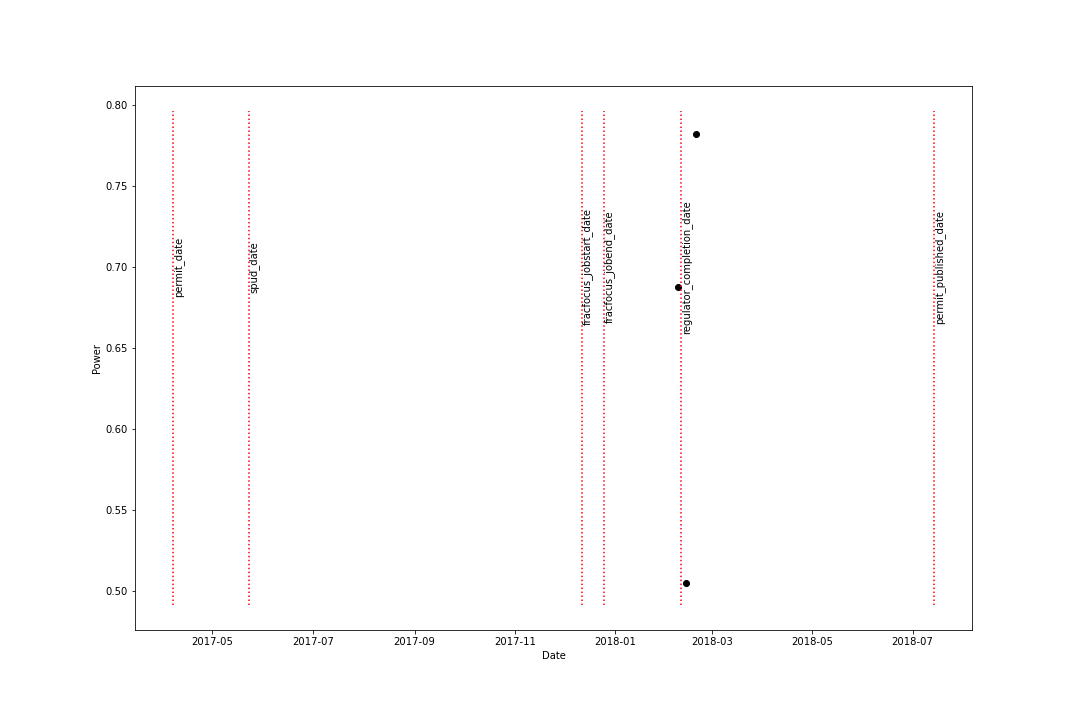 0.80
0.75
0.70
0.65
0.60
0.55
0.50
Power
permit_date
spud_date
fracfocus_jobstart_date
fracfocus_jobend_date
regulator_completion_date
permit_published_date
2017-05
2017-07
2017-09
2017-11
2018-01
2018-03
2018-05
2018-07
Date